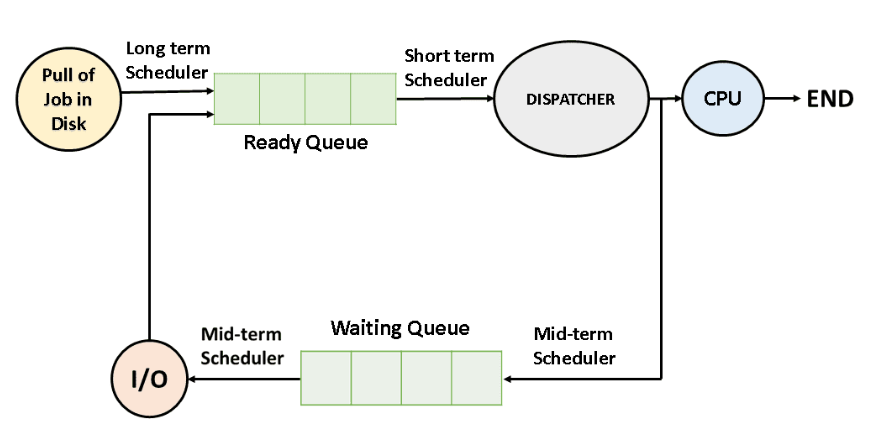 Long term
Scheduler
Pull of
Job in
Disk
Ready Queue
Short term
Scheduler
DISPATCHER
CPU
END
Mid-term
Scheduler
Waiting Queue
Mid-term
Scheduler
I/O